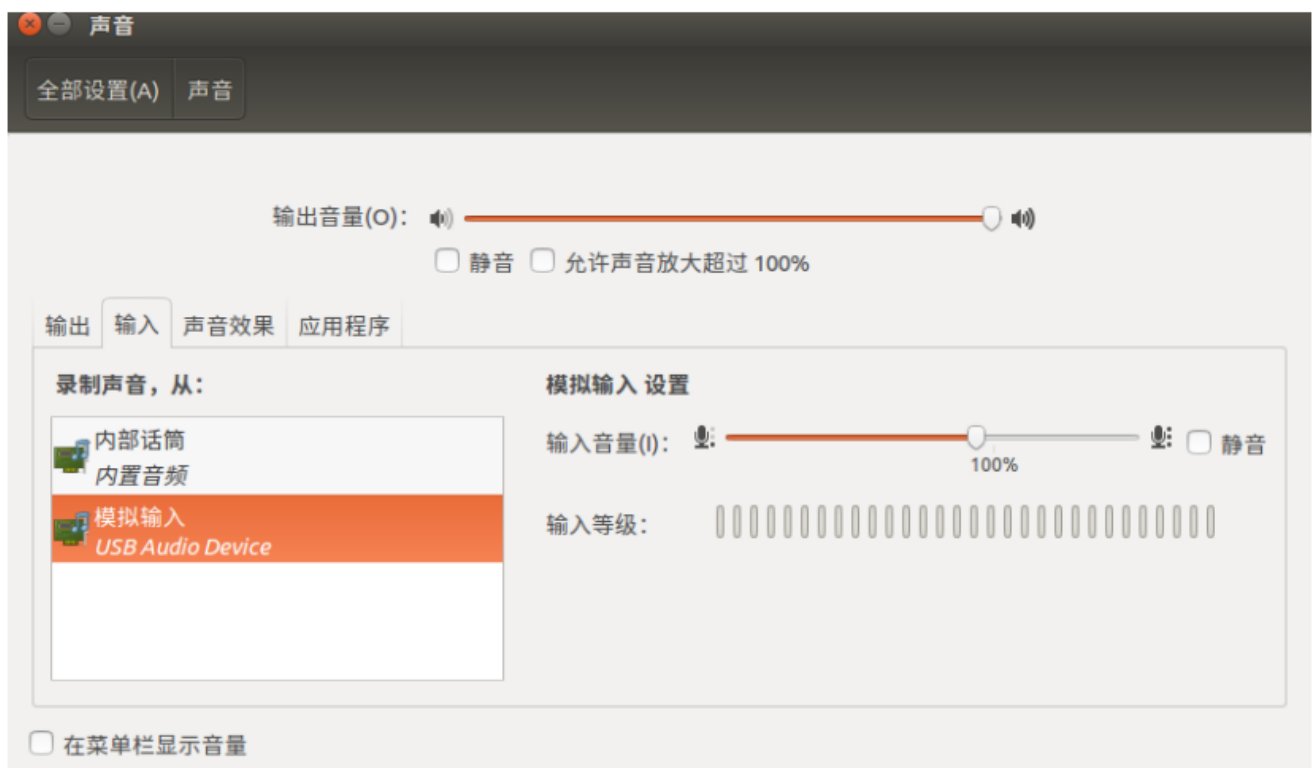 声音
全部设置(A) 声音
输出音量(O)：
静音 允许声音放大超过 100%
输出 输入 声音效果 应用程序
录制声音，从：
内部话筒
内置音频
模拟输入
USB Audio Device
模拟输入 设置
输入音量(I)： 静音
100%
输入等级：
在菜单栏显示音量